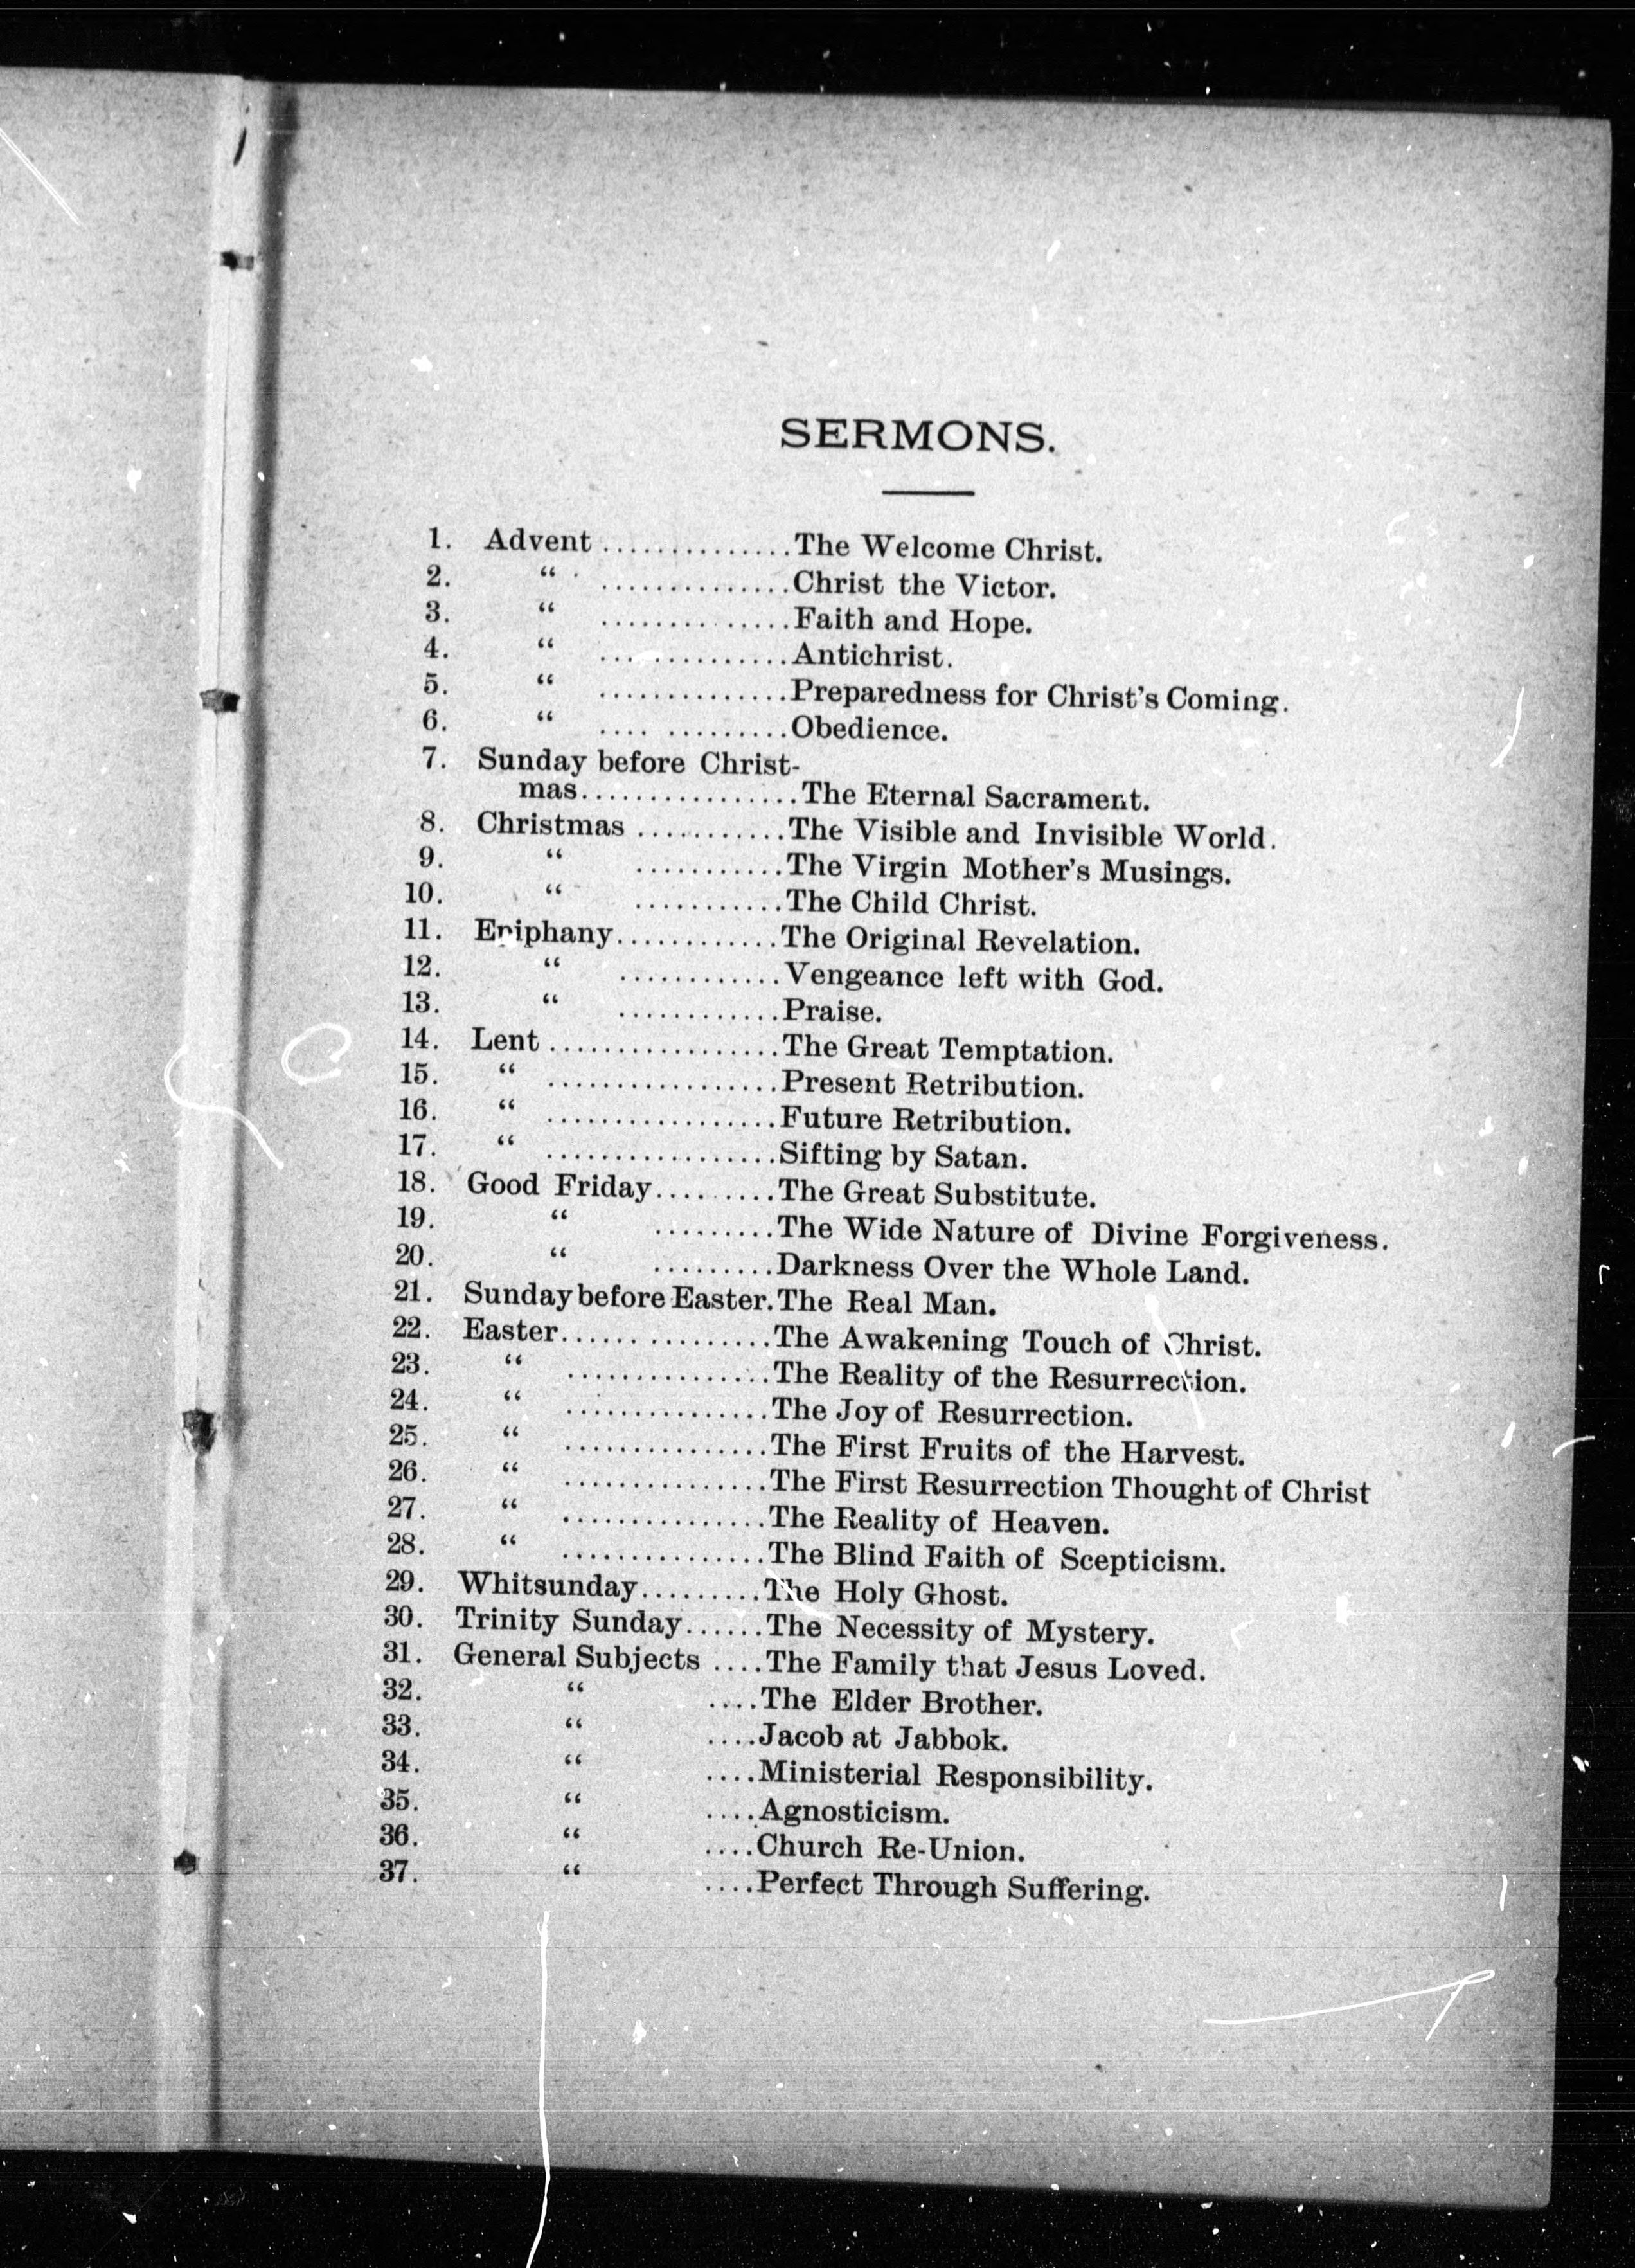 SERMONS.
1. Advent ..............The Welcome Christ.
2. “ ..............Christ the Victor.
3. “ ..............Faith and Hope.
4. “ ... ..........Antichrist.
5. “ ..............Preparedness for Christ's Coming.
6. “ .... .........Obedience.
7. Sunday before Christ-
mas................The Eternal Sacrament.
8. Christmas ...........The Visible and Invisible World.
9. “ ...........The Virgin Mother's Musings.
10. “ ...........The Child Christ.
11. Epiphany............The Original Revelation.
12. “ ............Vengeance left with God.
13. “ ............Praise.
14. Lent .................The Great Temptation.
15. “ .................Present Retribution.
16. “ .................Future Retribution.
17. “ .................Sifting by Satan.
18. Good Friday.........The Great Substitute.
19. “ .........The Wide Nature of Divine Forgiveness.
20. “ .........Darkness Over the Whole Land.
21. Sunday before Easter.The Real Man.
22. Easter...............The Awakening Touch of Christ.
23. “ ...............The Reality of the Resurrection.
24. “ ...............The Joy of Resurrection.
25. “ ...............The First Fruits of the Harvest.
26. “ ...............The First Resurrection Thought of Christ
27. “ ...............The Reality of Heaven.
28. “ ...............The Blind Faith of Scepticism.
29. Whitsunday.........The Holy Ghost.
30. Trinity Sunday......The Necessity of Mystery.
31. General Subjects ....The Family that Jesus Loved.
32. “ ....The Elder Brother.
33. “ ....Jacob at Jabbok.
34. “ ....Ministerial Responsibility.
35. “ ....Agnosticism.
36. “ ....Church Re-Union.
37. “ ....Perfect Through Suffering.